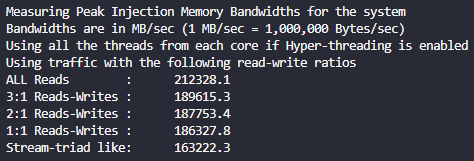 Measuring Peak Injection Memory Bandwidths for the system
Bandwidths are in MB/sec (1 MB/sec = 1,000,000 Bytes/sec)
Using all the threads from each core if Hyper-threading is enabled
Using traffic with the following read-write ratios
ALL Reads        :      212328.1
3:1 Reads-Writes :      189615.3
2:1 Reads-Writes :      187753.4
1:1 Reads-Writes :      186327.8
Stream-triad like:      163222.3